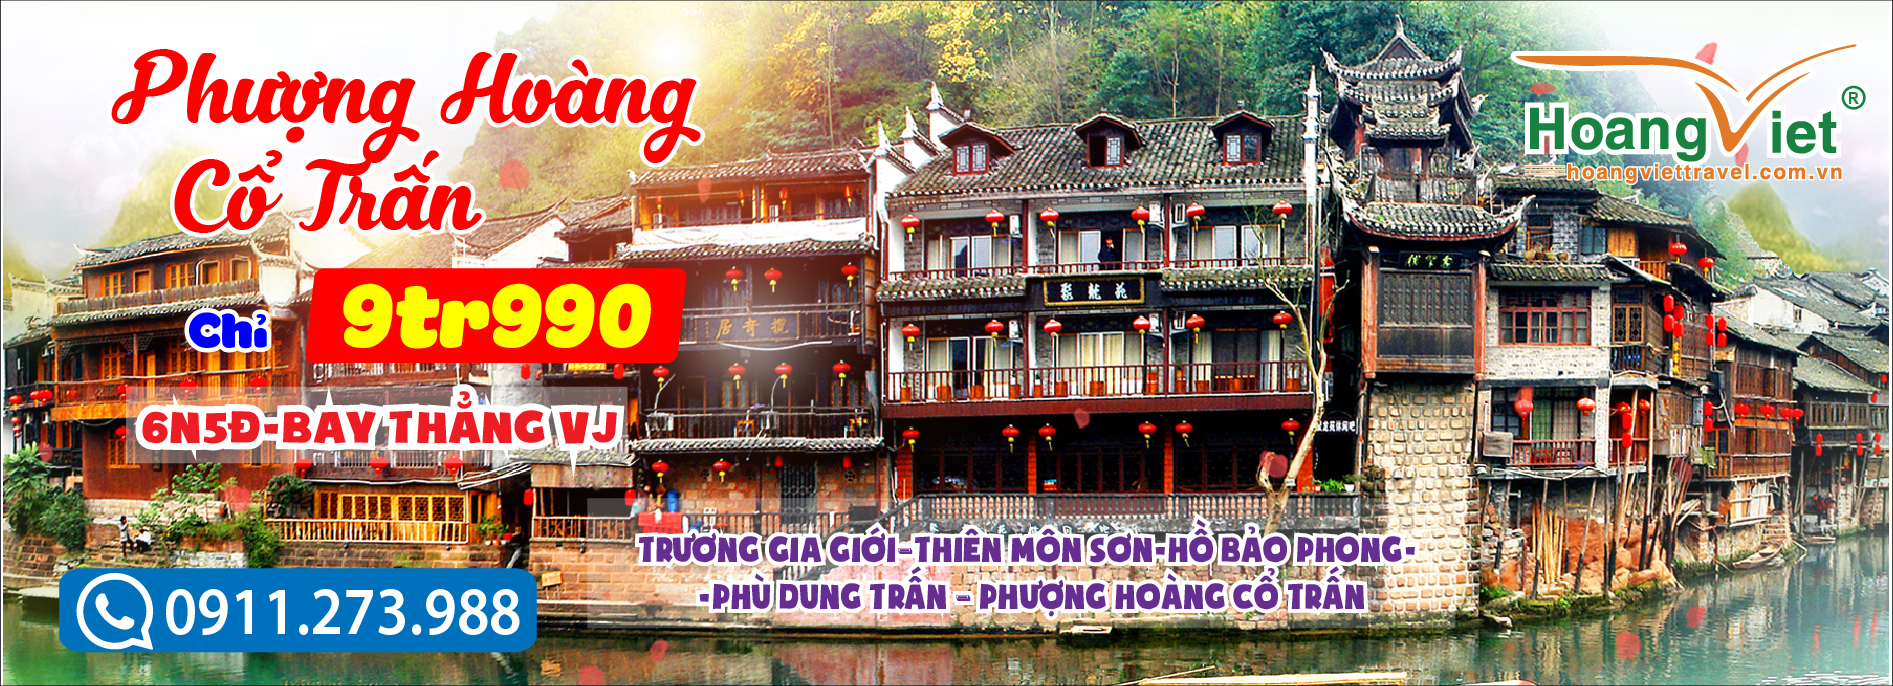 Phượng Hoàng
Cổ Trấn
Chỉ
9tr990
6N5Đ-BAY THẲNG VJ
0911.273.988
HoangViet®
hoangviettravel.com.vn
TRƯƠNG GIA GIỚI-THIÊN MÔN SƠN-HỒ BẢO PHONG-
-PHÙ DUNG TRẤN - PHƯỢNG HOÀNG CỔ TRẤN